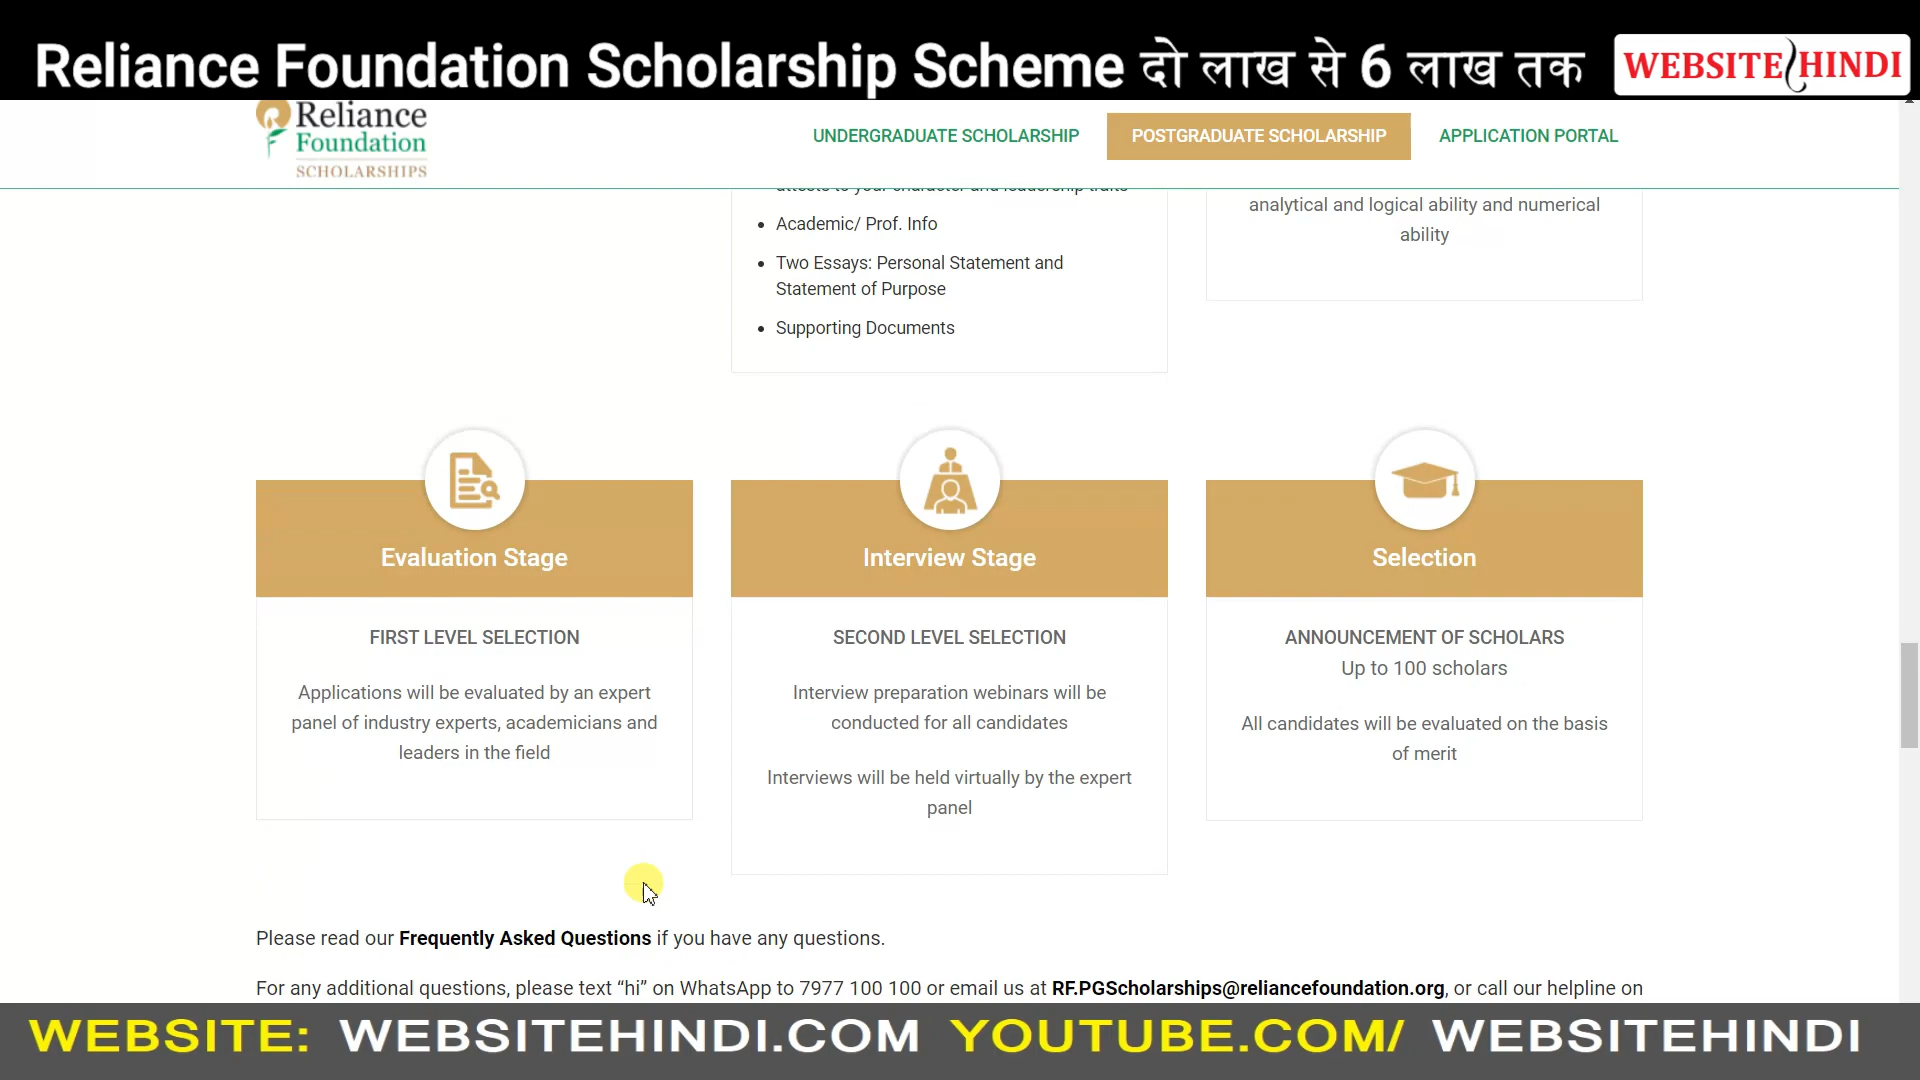 Reliance Foundation Scholarship Scheme दो लाख से 6 लाख तक
WEBSITE HINDI
Reliance
Foundation
SCHOLARSHIPS
UNDERGRADUATE SCHOLARSHIP
POSTGRADUATE SCHOLARSHIP
APPLICATION PORTAL
attests to your character and leadership traits
• Academic/ Prof. Info
• Two Essays: Personal Statement and
Statement of Purpose
• Supporting Documents
analytical and logical ability and numerical
ability
Evaluation Stage
FIRST LEVEL SELECTION
Applications will be evaluated by an expert
panel of industry experts, academicians and
leaders in the field
Interview Stage
SECOND LEVEL SELECTION
Interview preparation webinars will be
conducted for all candidates
Interviews will be held virtually by the expert
panel
Selection
ANNOUNCEMENT OF SCHOLARS
Up to 100 scholars
All candidates will be evaluated on the basis
of merit
Please read our Frequently Asked Questions if you have any questions.
For any additional questions, please text “hi” on WhatsApp to 7977 100 100 or email us at RF.PGScholarships@reliancefoundation.org, or call our helpline on
WEBSITE: WEBSITEHINDI.COM YOUTUBE.COM/ WEBSITEHINDI